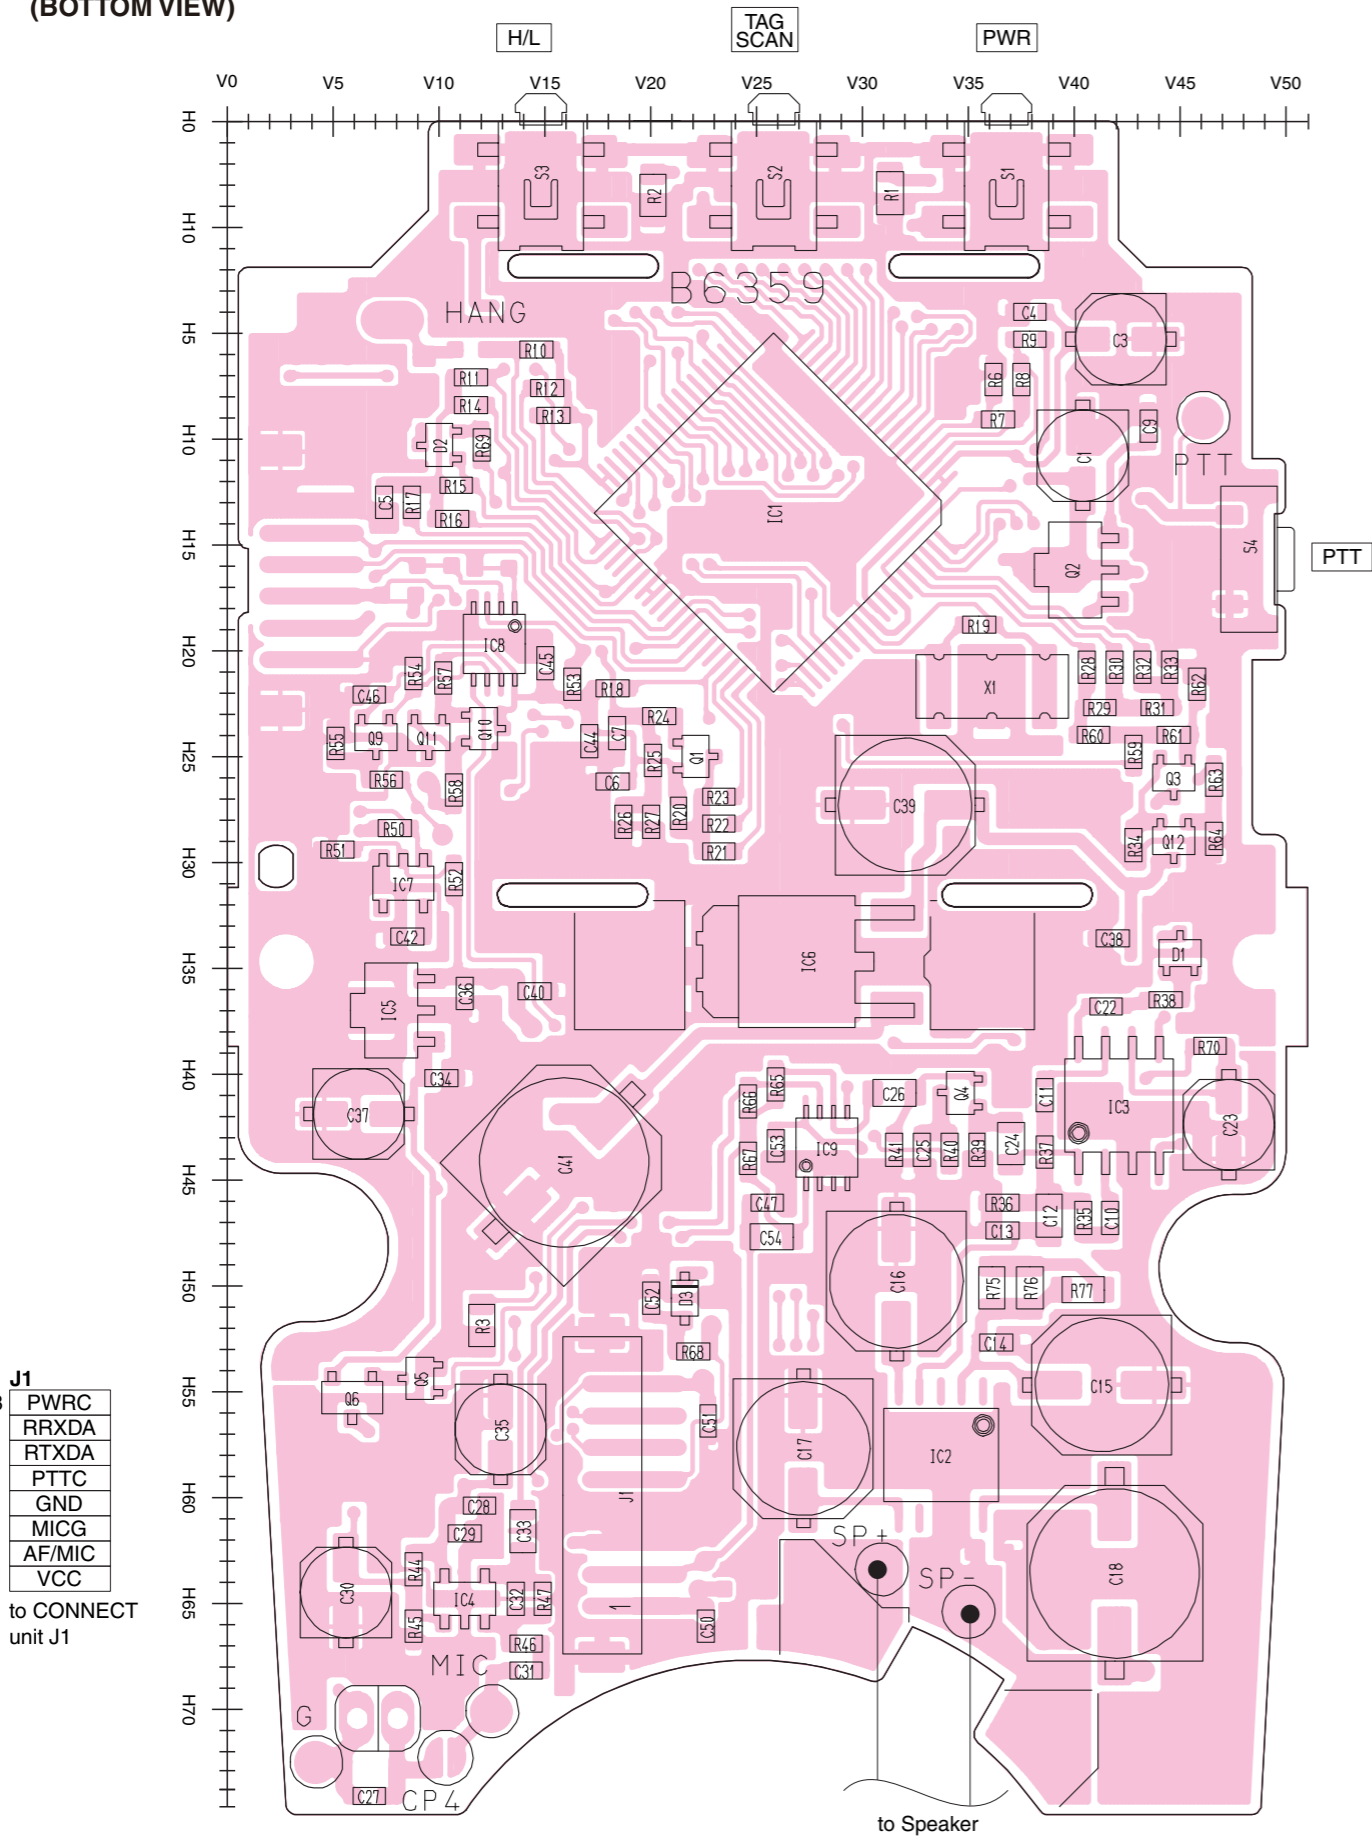 (BOTTOM VIEW)
H/L
TAG
SCAN
PWR
V0 V5 V10 V15 V20 V25 V30 V35 V40 V45 V50
H0
S3 R2 S2 R1 S1
H10
B6359
HANG
C4
H5
R10 R9 C3
R11 R12 R6 R8
R14 R13 R7 C9
H10
D2 R69 C1 PTT
R15
C5 R17 R16 IC1
H15
Q2 S4 PTT
R19
IC8
H20
R54 R57 C45 R53 R28 R30 R32 R33
C46 R18 X1 R62
R29 R31
R24
R55 Q9 Q11 Q10 C44 C7 R60 R61
H25
R25 Q1 R59
R56 R58 C6 R23 Q3 R63
C39
R26 R27 R20 R22
R50
R51 R21 R34 Q12 R64
H30
IC7 R52
C42 C38
D1
IC6
H35
C36 C40 R38
IC5 C22
R70
H40
C34 R65
C37 R66 C26 Q4 C11 IC3 C23
R67 C53 IC9 R41 C25 R40 R39 C24 R37
C41
H45
C47 R36 C12 R35 C10
C54 C13
H50
C16 R75 R76 R77
C52 D3
R3
R68 C14
Q5 C15
H55
Q6 C35 C51 C17 IC2
J1
PWRC
RRXDA
RTXDA
PTTC
GND
MICG
AF/MIC
VCC
to CONNECT
unit J1
J1
H60
C28
C29 C33 SP+
R44 SP-
C30 IC4 C32 R47 C18
H65
R45 1 C50
R46
MIC C31
H70
G
C27 CP4
to Speaker